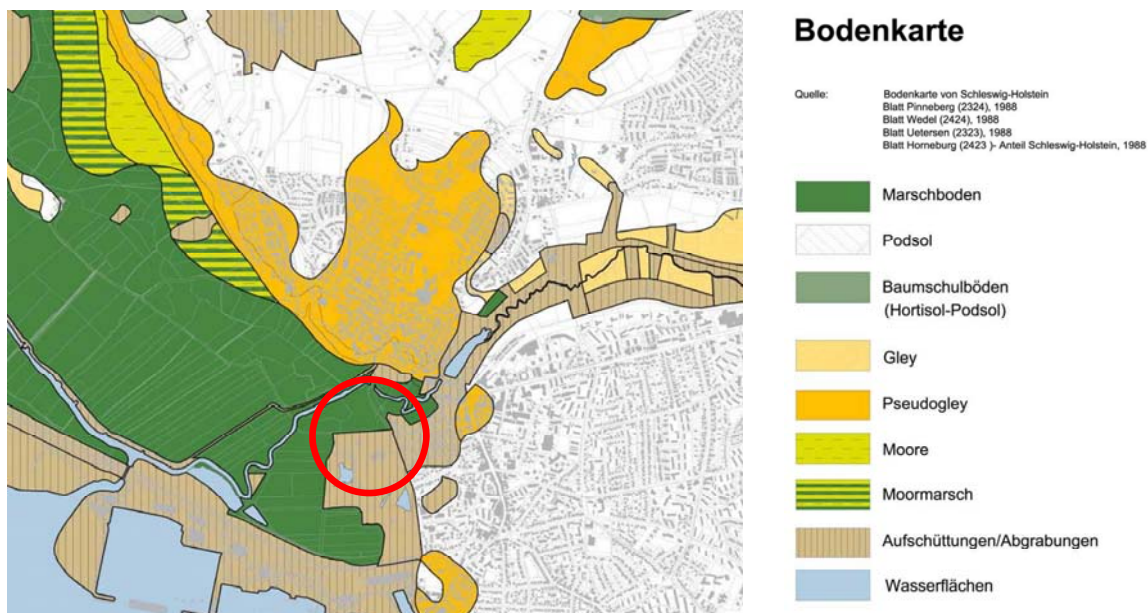 Bodenkarte
Quelle: Bodenkarte von Schleswig-Holstein
Blatt Pinneberg (2324), 1988
Blatt Wedel (2424), 1988
Blatt Uetersen (2323), 1988
Blatt Horneburg (2423 )- Anteil Schleswig-Holstein, 1988
Marschboden
Podsol
Baumschulböden
(Hortisol-Podsol)
Gley
Pseudogley
Moore
Moormarsch
Aufschüttungen/Abgrabungen
Wasserflächen